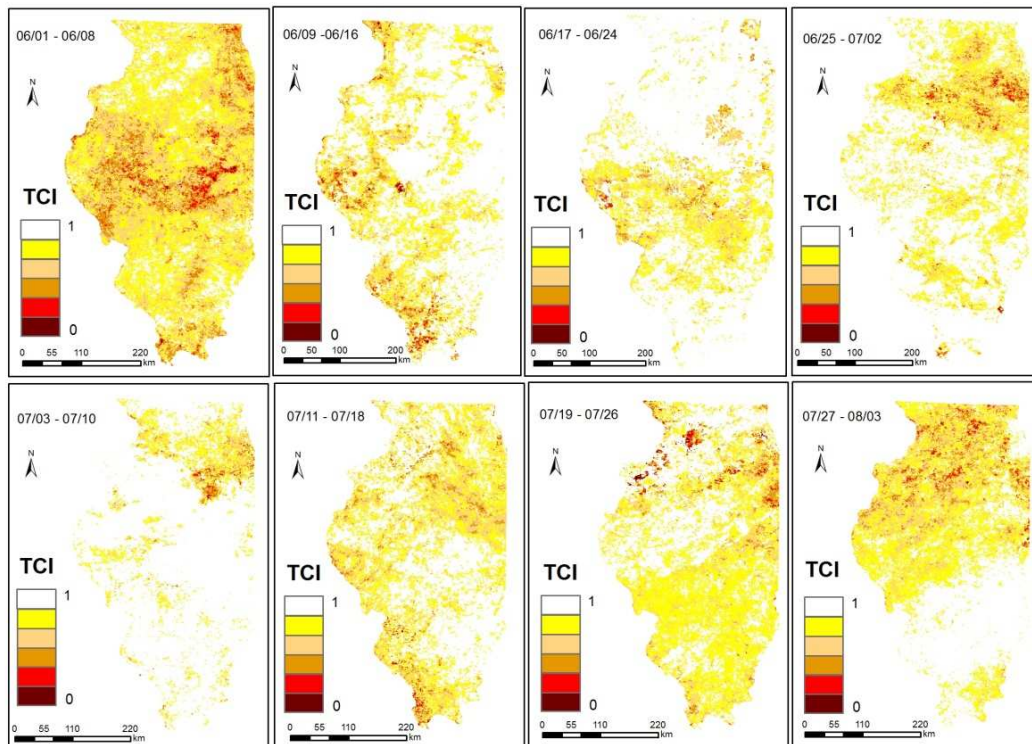 06/01 - 06/08
N
TCI
1
0
0 55 110 220
km
06/09 -06/16
N
TCI
1
0
0 50 100 200
km
06/17 - 06/24
N
TCI
1
0
0 50 100 200
km
06/25 - 07/02
N
TCI
1
0
0 50 100 200
km
07/03 - 07/10
N
TCI
1
0
0 55 110 220
km
07/11 - 07/18
N
TCI
1
0
0 55 110 220
km
07/19 - 07/26
N
TCI
1
0
0 55 110 220
km
07/27 - 08/03
N
TCI
1
0
0 55 110 220
km